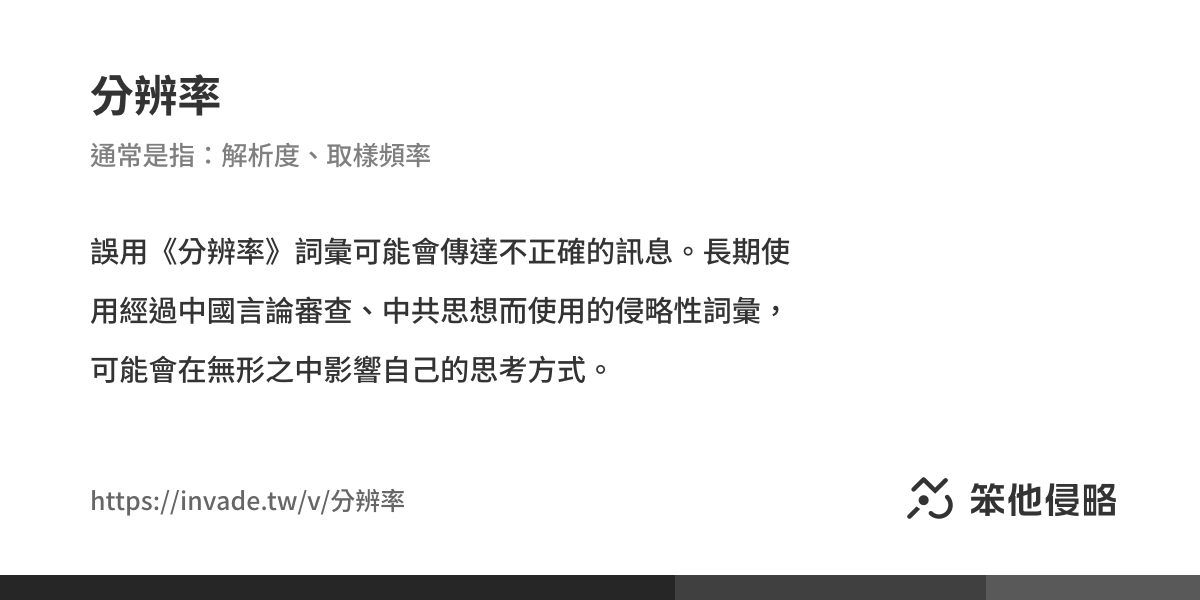 分辨率
通常是指：解析度、取樣頻率
誤用《分辨率》詞彙可能會傳達不正確的訊息。長期使
用經過中國言論審查、中共思想而使用的侵略性詞彙，
可能會在無形之中影響自己的思考方式。
https://invade.tw/v/分辨率
笨他侵略